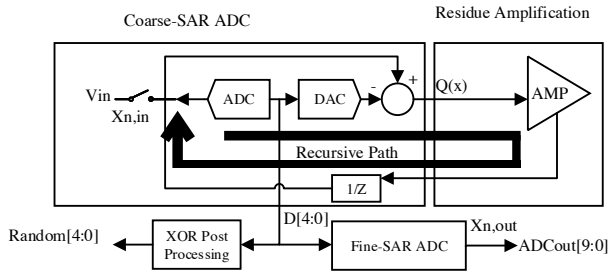 Coarse-SAR ADC
Residue Amplification
Vin
Xn,in
ADC
DAC
-
+
Q(x)
AMP
Recursive Path
1/Z
D[4:0]
Random[4:0]
XOR Post
Processing
Fine-SAR ADC
Xn,out
ADCout[9:0]